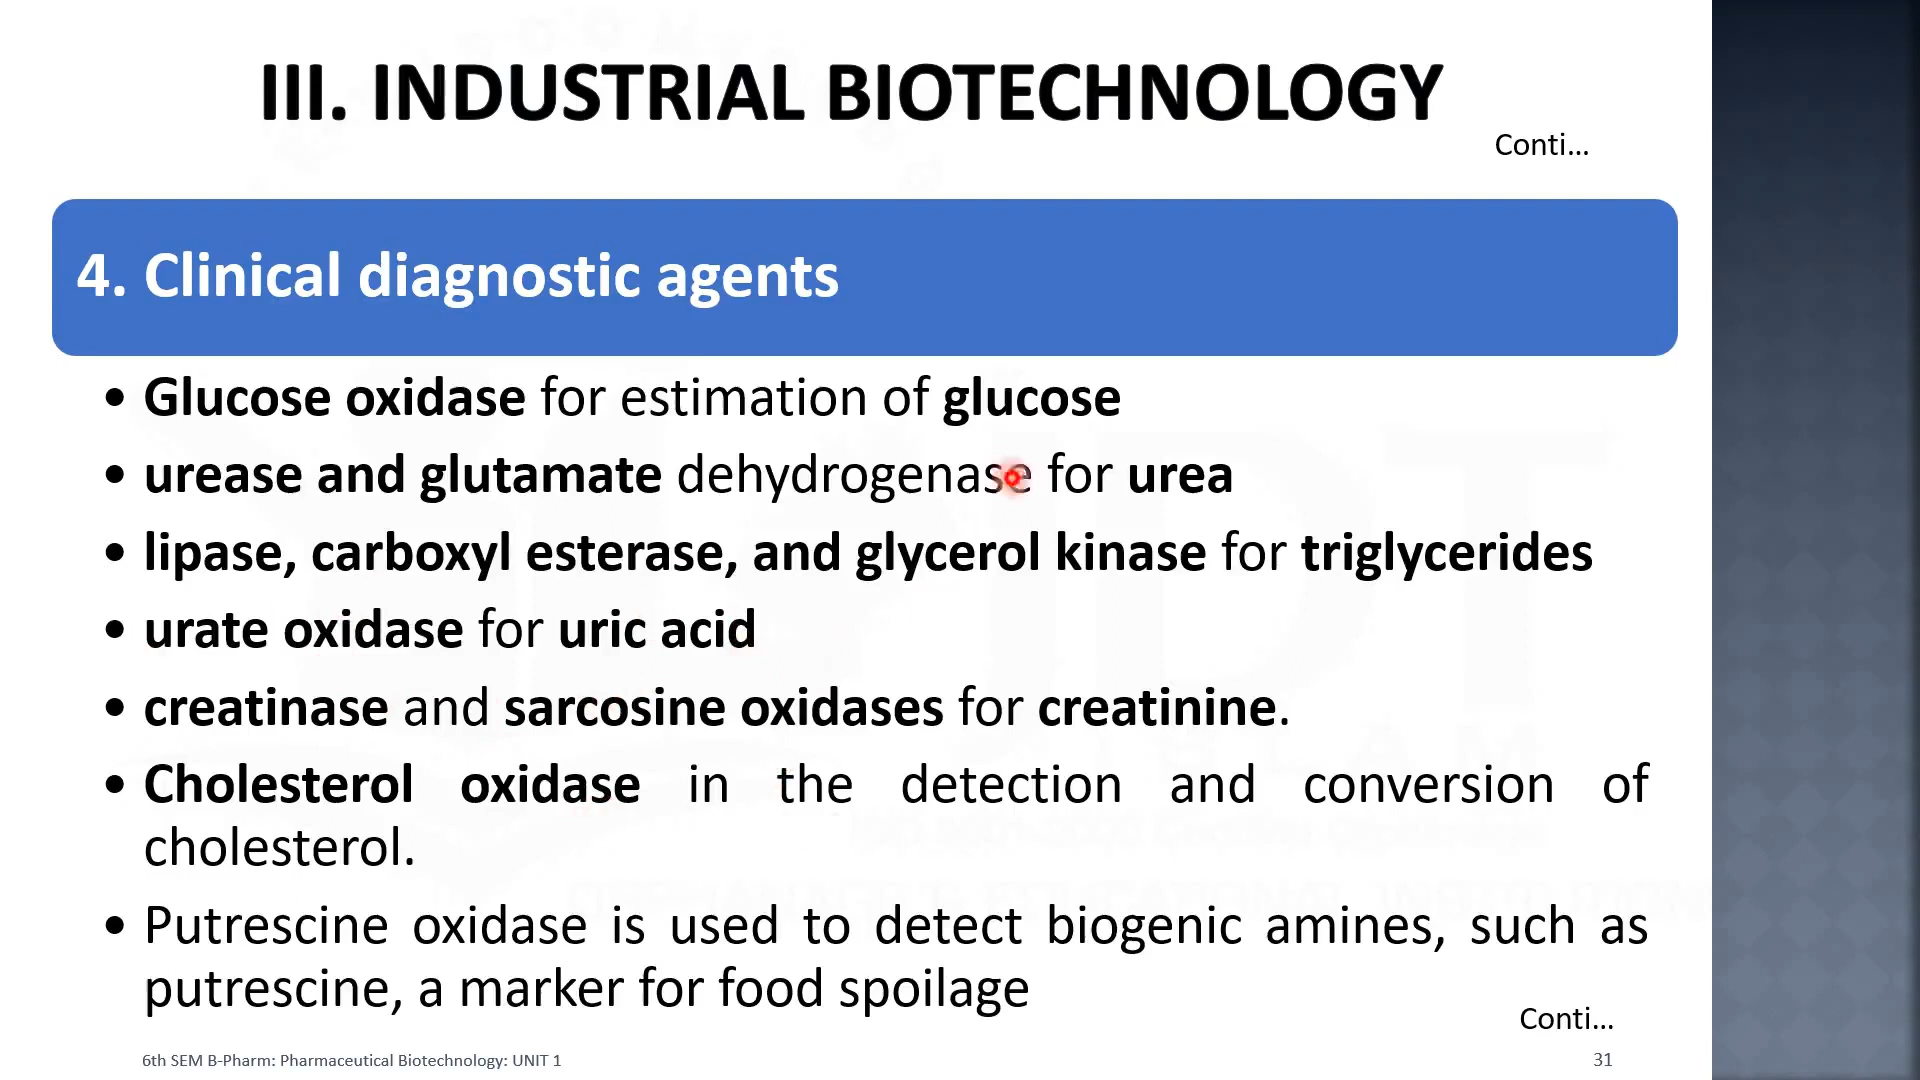 III. INDUSTRIAL BIOTECHNOLOGY
Conti...
4. Clinical diagnostic agents
• Glucose oxidase for estimation of glucose
• urease and glutamate dehydrogenase for urea
• lipase, carboxyl esterase, and glycerol kinase for triglycerides
• urate oxidase for uric acid
• creatinase and sarcosine oxidases for creatinine.
• Cholesterol oxidase in the detection and conversion of
cholesterol.
• Putrescine oxidase is used to detect biogenic amines, such as
putrescine, a marker for food spoilage
Conti...
6th SEM B-Pharm: Pharmaceutical Biotechnology: UNIT 1
31